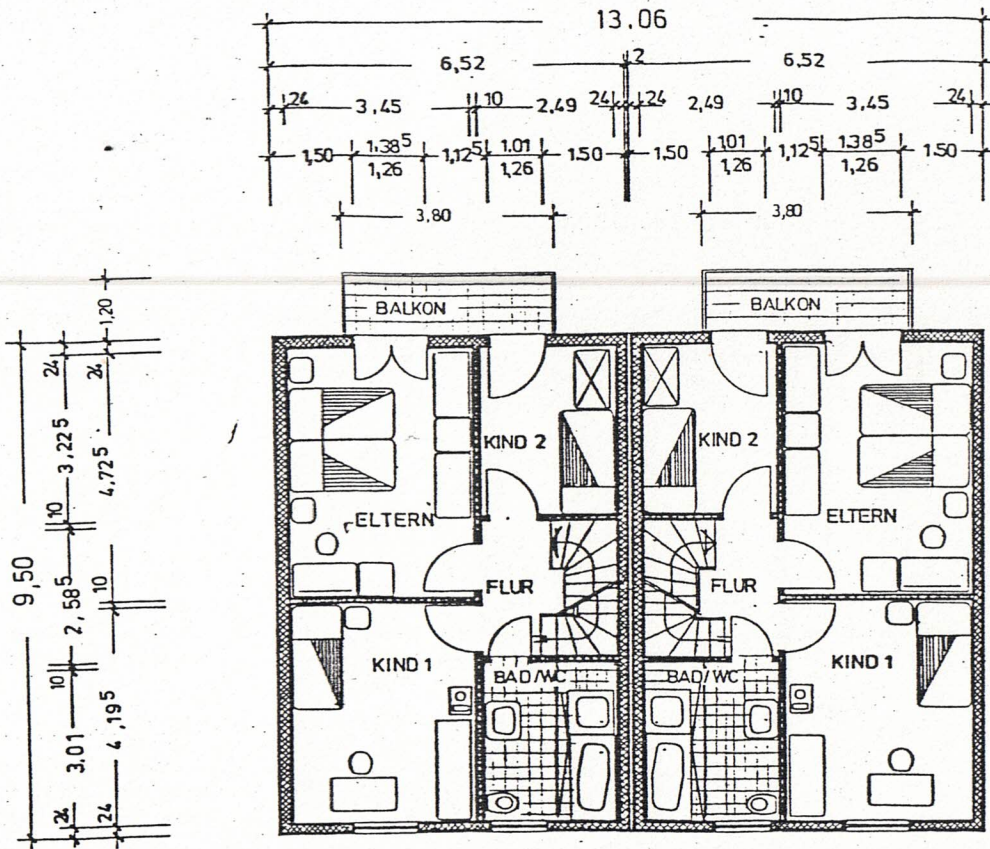 13.06
6,52 2 6,52
24 3,45 10 2,49 24 24 2,49 10 3,45 24
1,50 1.38⁵ 1,12⁵ 1.01 1.50 1.50 1.01 1,12⁵ 1.38⁵ 1.50
1,26 1,26 1,26 1,26
3,80 3,80
BALKON BALKON
1,20
24 24
3,22⁵
4,72⁵
KIND 2 KIND 2
10
ELTERN ELTERN
9,50
2,58⁵
10
FLUR FLUR
KIND 1 KIND 1
10
BAD/WC BAD/WC
4,19⁵
3.01
24 24